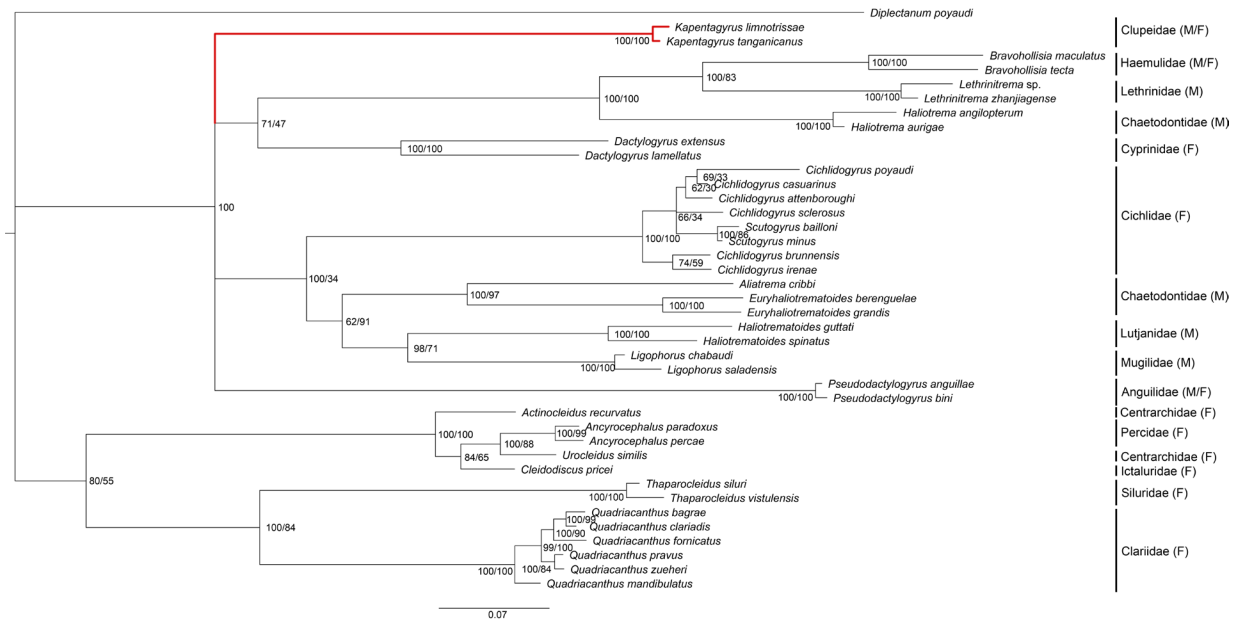 Diplectanum poyaudi
Kapentagyrus limnotrissae
Clupeidae (M/F)
100/100
Kapentagyrus tanganicanus
Bravohollisia maculatus
Haemulidae (M/F)
100/100
Bravohollisia tecta
100/83
Lethrinitrema sp.
Lethrinidae (M)
100/100
100/100
Lethrinitrema zhanjiagense
Haliotrema angilopterum
Chaetodontidae (M)
71/47
100/100
Haliotrema aurigae
Dactylogyrus extensus
Cyprinidae (F)
100/100
Dactylogyrus lamellatus
Cichlidogyrus poyaudi
69/33
Cichlidogyrus casuarinus
62/30
Cichlidogyrus attenboroughi
100
Cichlidogyrus sclerosus
Cichlidae (F)
66/34
Scutogyrus bailloni
100/86
100/100
Scutogyrus minus
Cichlidogyrus brunnensis
74/59
Cichlidogyrus irenae
100/34
Aliatrema cribbi
100/97
Chaetodontidae (M)
Euryhaliotrematoides berenguelae
100/100
Euryhaliotrematoides grandis
62/91
Haliotrematoides guttati
Lutjanidae (M)
100/100
Haliotrematoides spinatus
98/71
Ligophorus chabaudi
Mugilidae (M)
100/100
Ligophorus saladensis
Pseudodactylogyrus anguillae
Anguilidae (M/F)
100/100
Pseudodactylogyrus bini
Actinocleidus recurvatus
Centrarchidae (F)
Ancyrocephalus paradoxus
Percidae (F)
100/100
100/99
100/88
Ancyrocephalus percae
84/65
Urocleidus similis
Centrarchidae (F)
Cleidodiscus pricei
Ictaluridae (F)
80/55
Thaparocleidus siluri
Siluridae (F)
100/100
Thaparocleidus vistulensis
Quadriacanthus bagrae
100/99
100/84
Quadriacanthus clariadis
100/90
Quadriacanthus fornicatus
99/100
Clariidae (F)
Quadriacanthus pravus
100/100
100/84
Quadriacanthus zueheri
Quadriacanthus mandibulatus
0.07